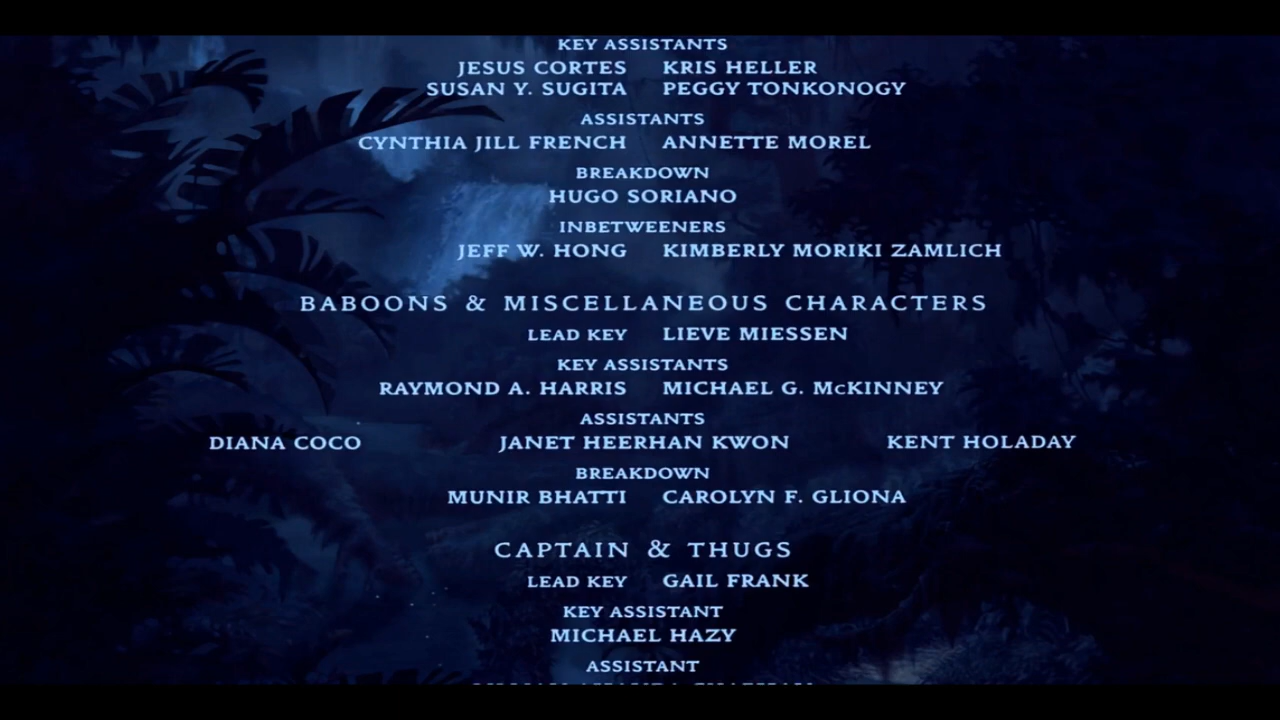 KEY ASSISTANTS
JESUS CORTES KRIS HELLER
SUSAN Y. SUGITA PEGGY TONKONOGY
ASSISTANTS
CYNTHIA JILL FRENCH ANNETTE MOREL
BREAKDOWN
HUGO SORIANO
INBETWEENERS
JEFF W. HONG KIMBERLY MORIKI ZAMLICH
BABOONS & MISCELLANEOUS CHARACTERS
LEAD KEY LIEVE MIESSEN
KEY ASSISTANTS
RAYMOND A. HARRIS MICHAEL G. McKINNEY
ASSISTANTS
DIANA COCO JANET HEERHAN KWON KENT HOLADAY
BREAKDOWN
MUNIR BHATTI CAROLYN F. GLIONA
CAPTAIN & THUGS
LEAD KEY GAIL FRANK
KEY ASSISTANT
MICHAEL HAZY
ASSISTANT